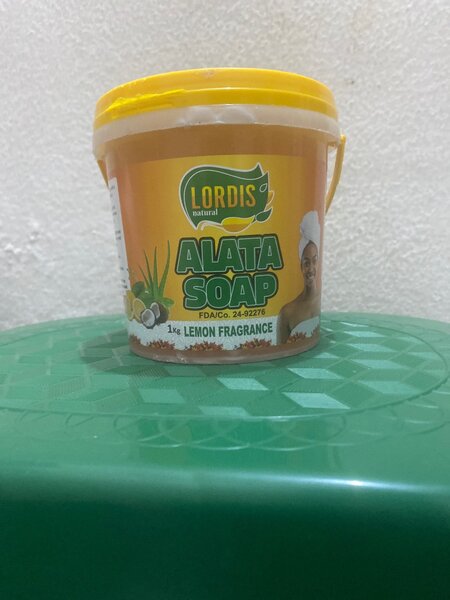 LORDIS
natural
ALATA
SOAP
FDA/Co. 24-92276
1Kg LEMON FRAGRANCE